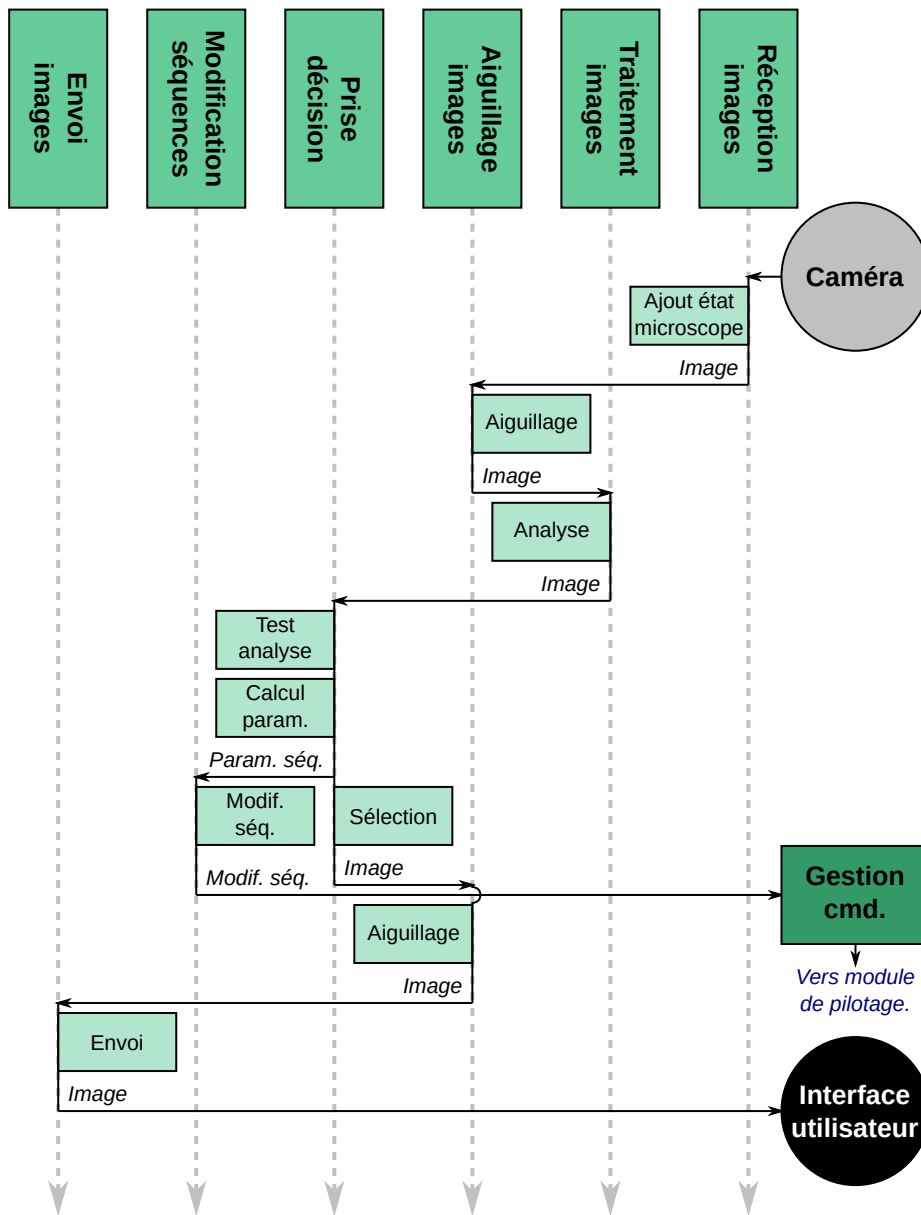 Envoi
images
Modification
séquences
Prise
décision
Aiguillage
images
Traitement
images
Réception
images
Caméra
Ajout état
microscope
Image
Aiguillage
Image
Analyse
Image
Test
analyse
Calcul
param.
Param. séq.
Modif.
séq.
Sélection
Image
Modif. séq.
Gestion
cmd.
Aiguillage
Vers module
de pilotage.
Image
Envoi
Image
Interface
utilisateur